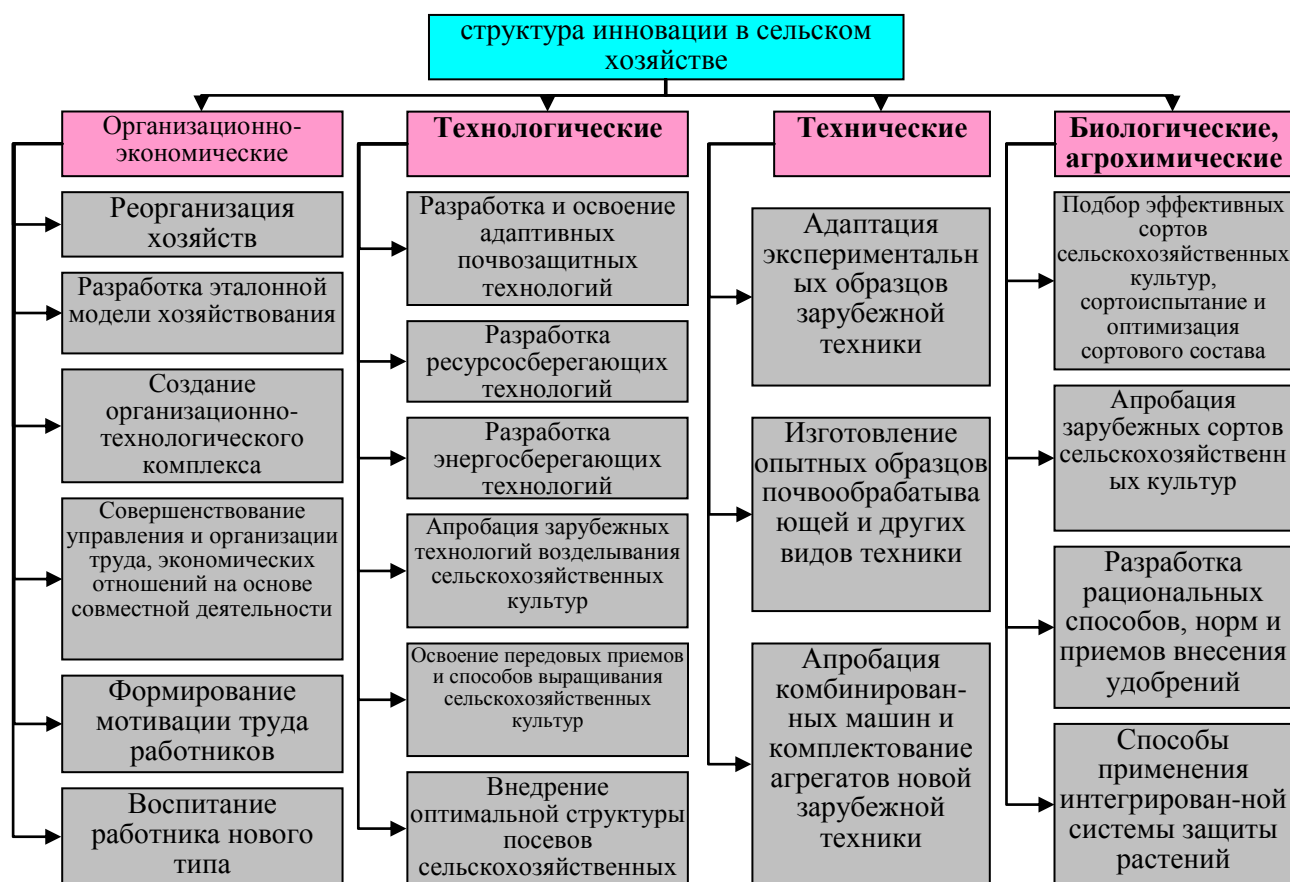 структура инновации в сельском
хозяйстве
Организационно-
экономические
Реорганизация
хозяйств
Разработка эталонной
модели хозяйствования
Создание
организационно-
технологического
комплекса
Совершенствование
управления и организации
труда, экономических
отношений на основе
совместной деятельности
Формирование
мотивации труда
работников
Воспитание
работника нового
типа
Технологические
Разработка и освоение
адаптивных
почвозащитных
технологий
Разработка
ресурсосберегающих
технологий
Разработка
энергосберегающих
технологий
Апробация зарубежных
технологий возделывания
сельскохозяйственных
культур
Освоение передовых приемов
и способов выращивания
сельскохозяйственных
культур
Внедрение
оптимальной структуры
посевов
сельскохозяйственных
Технические
Адаптация
экспериментальн
ых образцов
зарубежной
техники
Изготовление
опытных образцов
почвообрабатыва
ющей и других
видов техники
Апробация
комбинирован-
ных машин и
комплектование
агрегатов новой
зарубежной
техники
Биологические,
агрохимические
Подбор эффективных
сортов
сельскохозяйственных
культур,
сортоиспытание и
оптимизация
сортового состава
Апробация
зарубежных сортов
сельскохозяйственн
ых культур
Разработка
рациональных
способов, норм и
приемов внесения
удобрений
Способы
применения
интегрирован-ной
системы защиты
растений